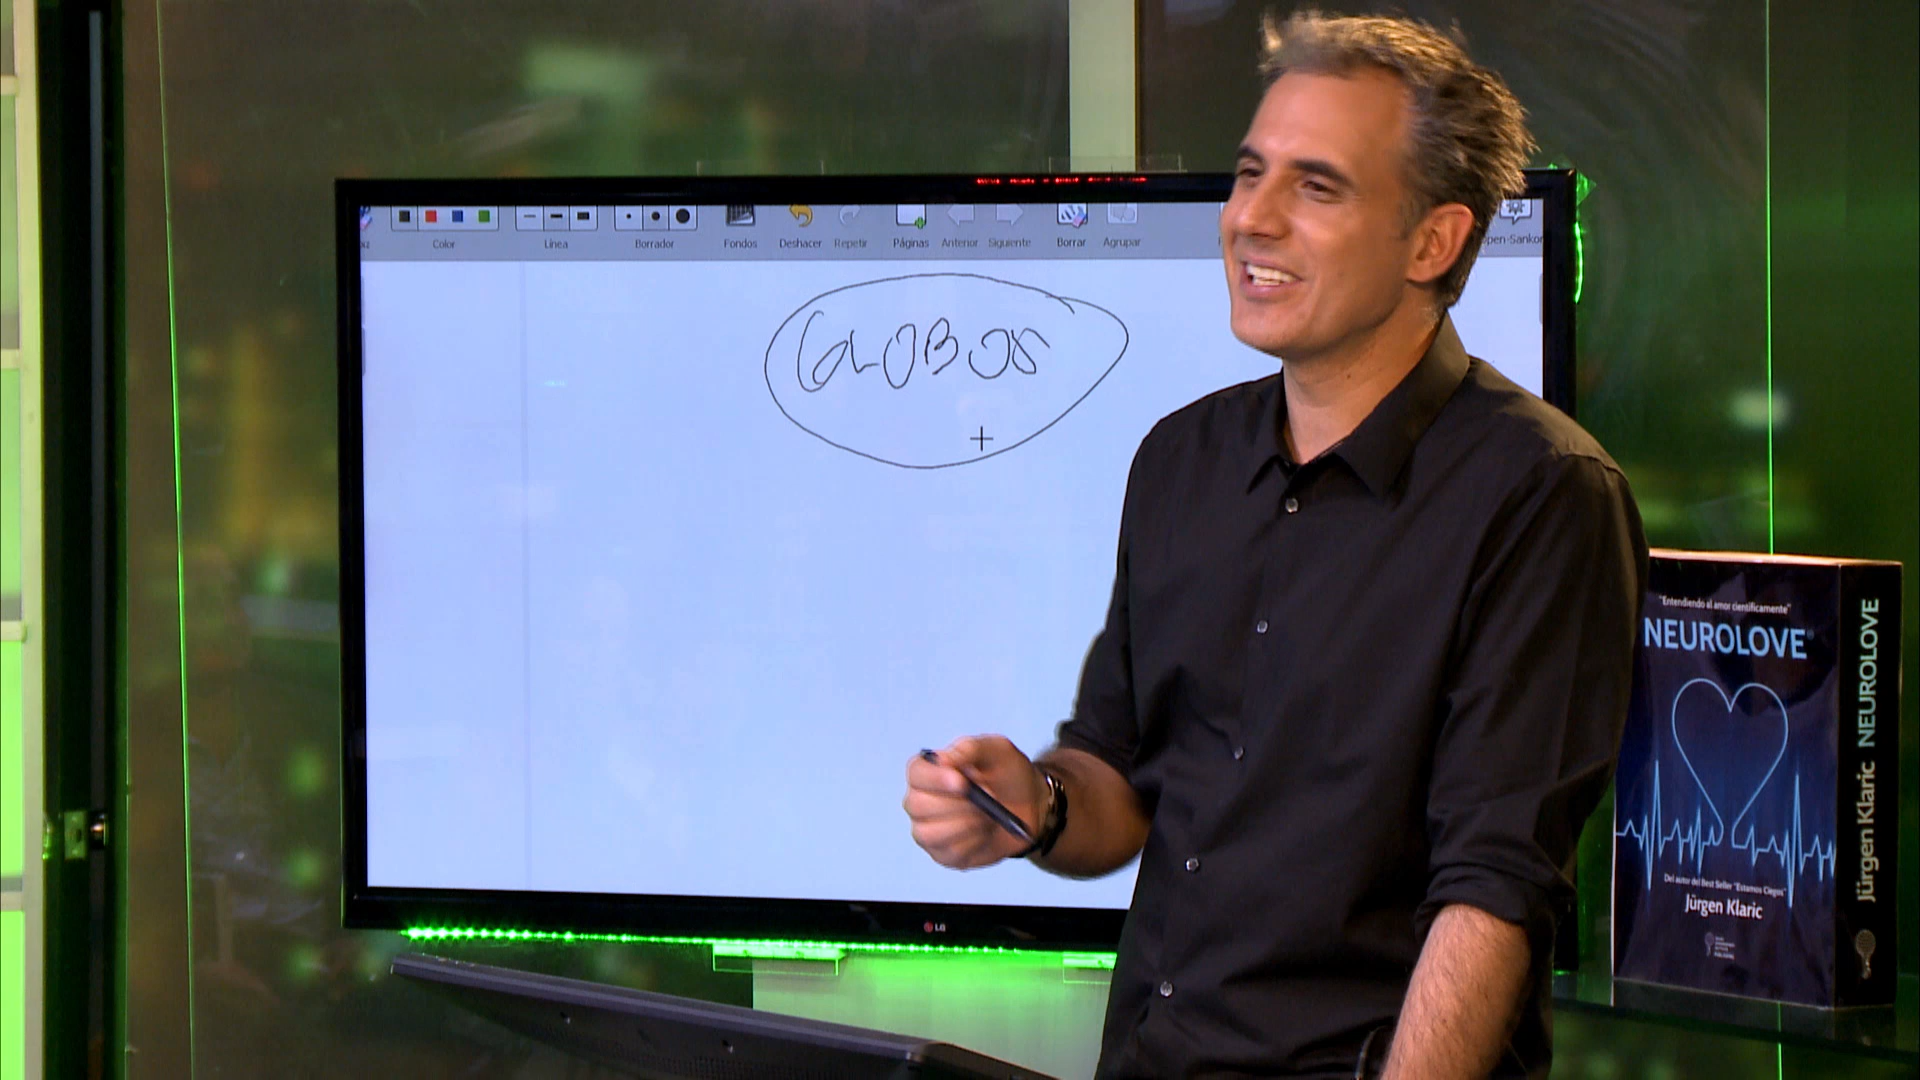 Color
Línea
Borrador
Fondos
Deshacer
Repetir
Páginas
Anterior
Siguiente
Borrar
Agrupar
GLOBOS
LG
"Entendiendo al amor científicamente"
NEUROLOVE®
Del autor del Best Seller "Estamos Ciegos"
Jürgen Klaric
Jürgen Klaric NEUROLOVE